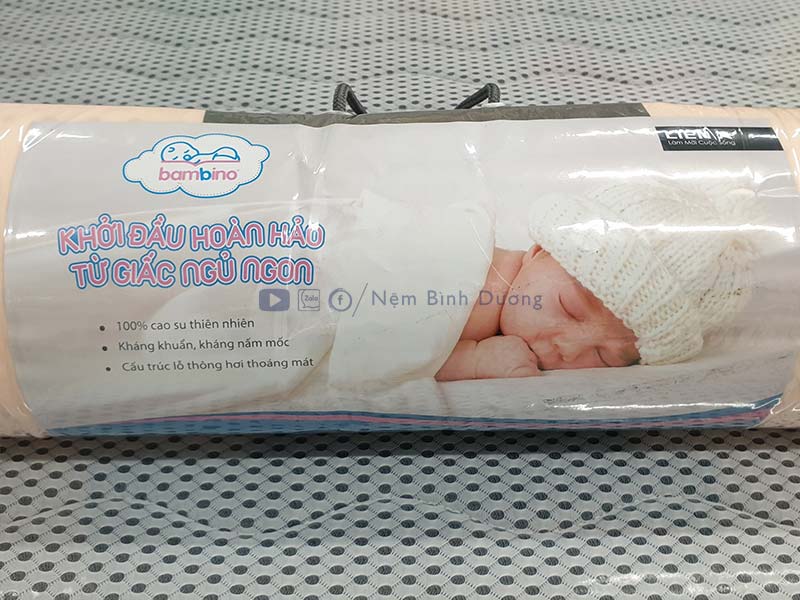 bambino
LIÊN Á
Làm Mới Cuộc Sống
KHỞI ĐẦU HOÀN HẢO
TỪ GIẤC NGỦ NGON
Zalo
/Nệm Bình Dương
• 100% cao su thiên nhiên
• Kháng khuẩn, kháng nấm mốc
• Cấu trúc lỗ thông hơi thoáng mát